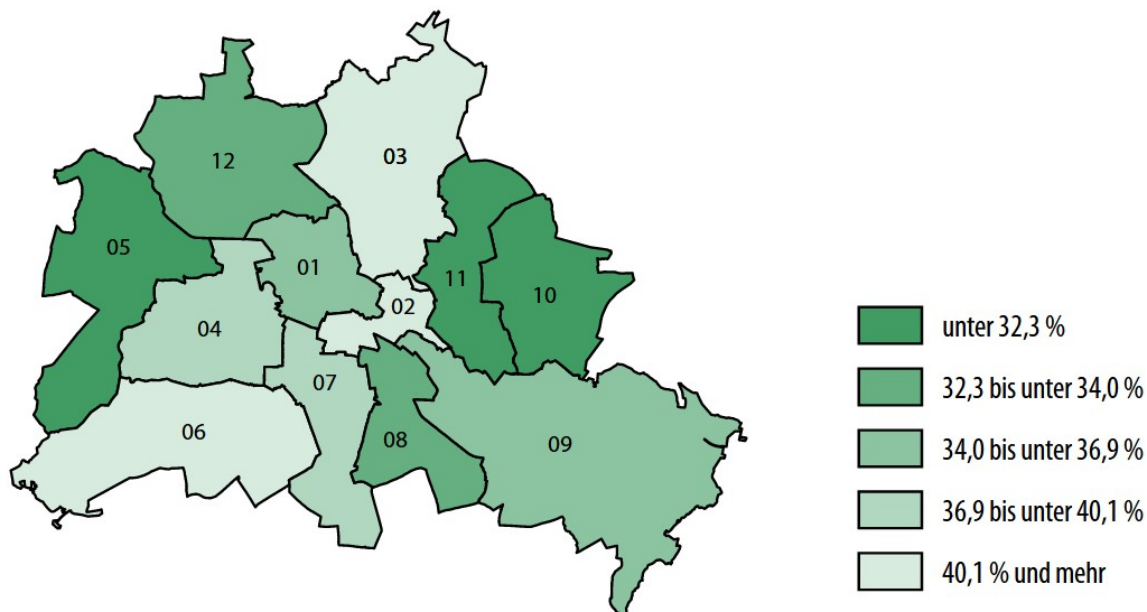 12
03
05
01
11
10
02
04
07
06
08
09
unter 32,3 %
32,3 bis unter 34,0 %
34,0 bis unter 36,9 %
36,9 bis unter 40,1 %
40,1 % und mehr